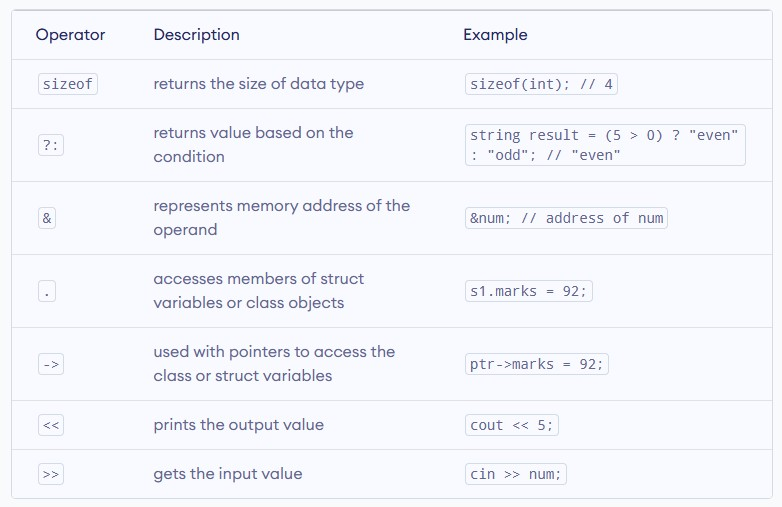 Operator Description Example
sizeof returns the size of data type sizeof(int); // 4
?: returns value based on the
condition
string result = (5 > 0) ? "even"
: "odd"; // "even"
& represents memory address of the
operand
&num; // address of num
. accesses members of struct
variables or class objects
s1.marks = 92;
-> used with pointers to access the
class or struct variables
ptr->marks = 92;
<< prints the output value cout << 5;
>> gets the input value cin >> num;